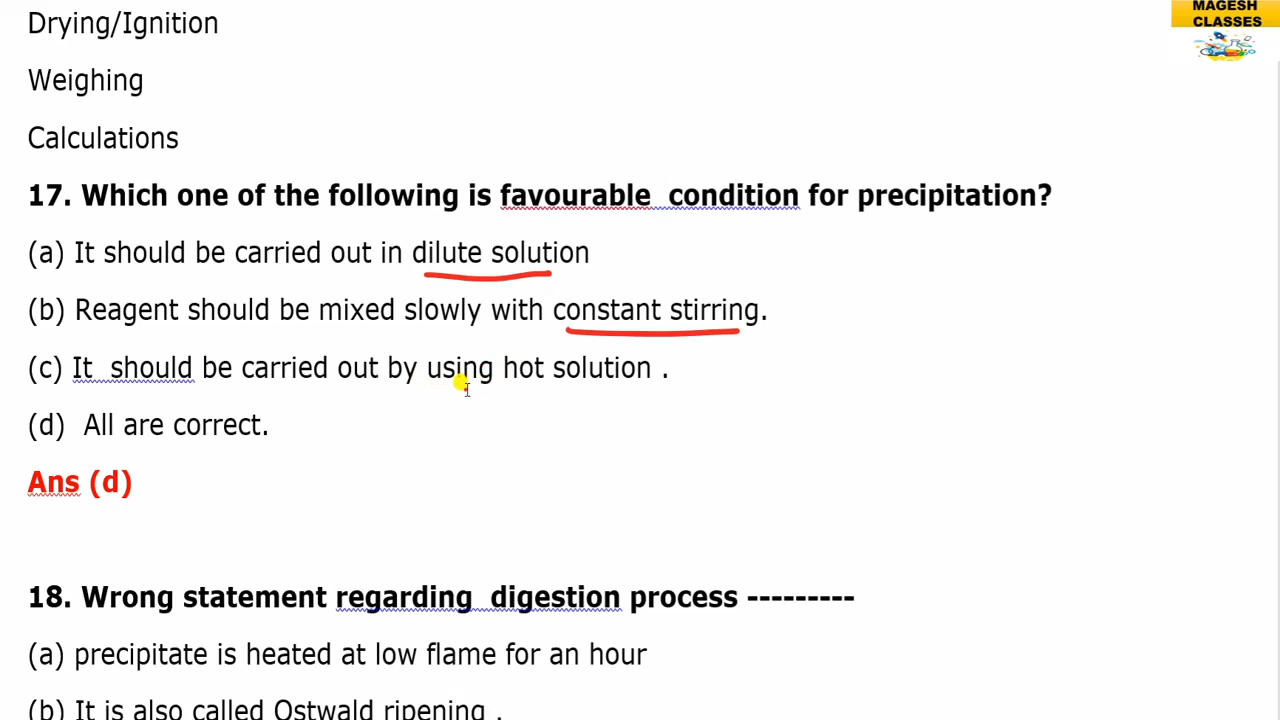 Drying/Ignition
MAGESH
CLASSES
Weighing
Calculations
17. Which one of the following is favourable condition for precipitation?
(a) It should be carried out in dilute solution
(b) Reagent should be mixed slowly with constant stirring.
(c) It should be carried out by using hot solution .
(d) All are correct.
Ans (d)
18. Wrong statement regarding digestion process ---------
(a) precipitate is heated at low flame for an hour
(b) It is also called Ostwald ripening .